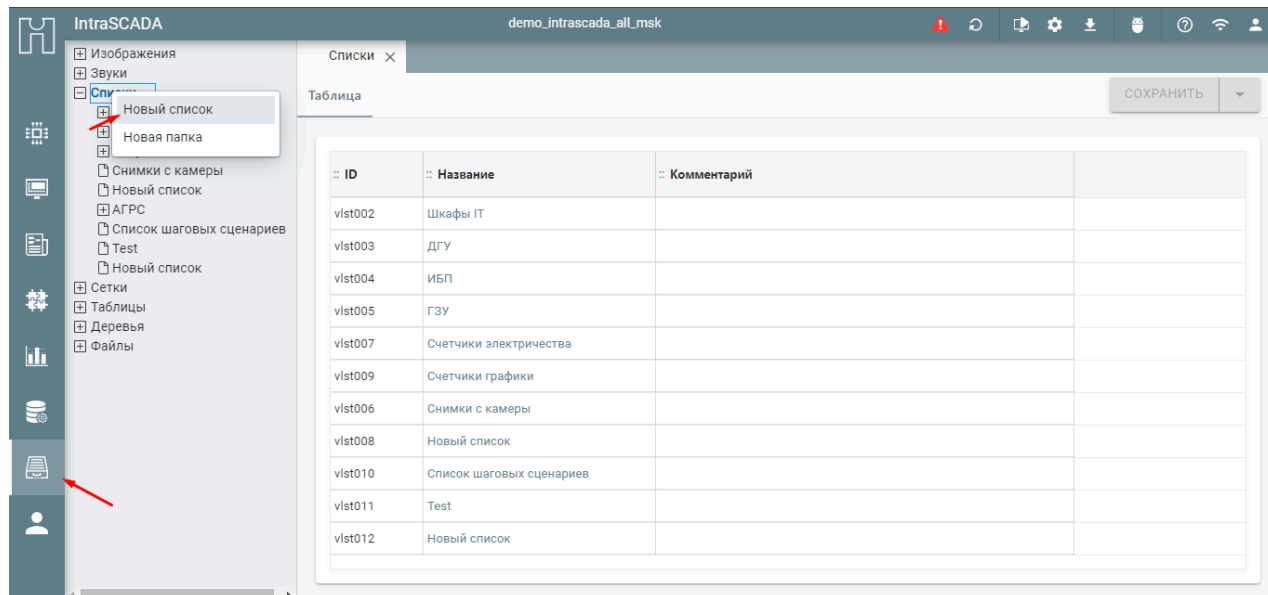 IntraSCADA
demo_intrascada_all_msk
Изображения
Звуки
Новый список
Новая папка
Снимки с камеры
Новый список
АГРС
Список шаговых сценариев
Test
Новый список
Сетки
Таблицы
Деревья
Файлы
Списки
Таблица
СОХРАНИТЬ
ID Название Комментарий
vlst002 Шкафы IT
vlst003 ДГУ
vlst004 ИБП
vlst005 ГЗУ
vlst007 Счетчики электричества
vlst009 Счетчики графики
vlst006 Снимки с камеры
vlst008 Новый список
vlst010 Список шаговых сценариев
vlst011 Test
vlst012 Новый список